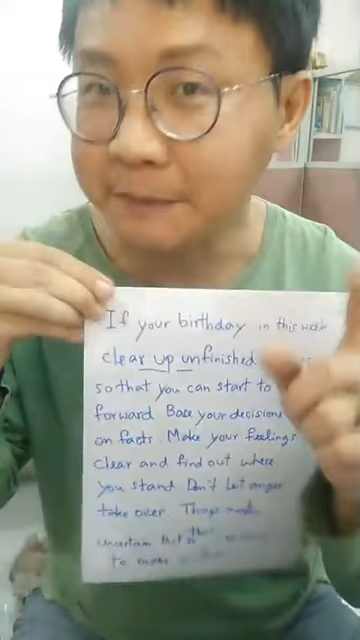 If your birthday in this week
clear up unfinished
so that you can start to
forward Base your decisions
on facts. Make your feelings
clear and find out where
you stand Don't Let anger
take over. Things
uncertain
to